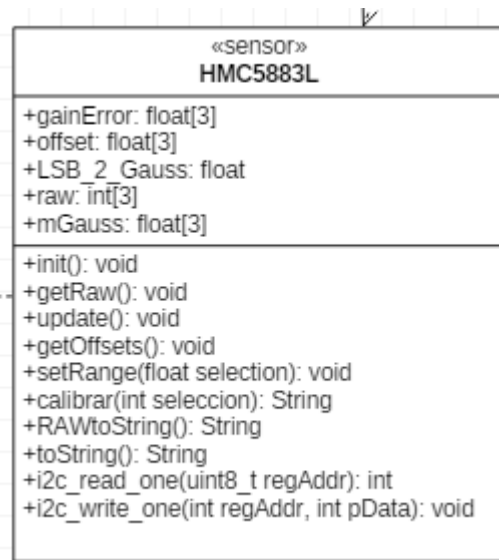 «sensor»
HMC5883L
+gainError: float[3]
+offset: float[3]
+LSB_2_Gauss: float
+raw: int[3]
+mGauss: float[3]
+init(): void
+getRaw(): void
+update(): void
+getOffsets(): void
+setRange(float selection): void
+calibrar(int seleccion): String
+RAWtoString(): String
+toString(): String
+i2c_read_one(uint8_t regAddr): int
+i2c_write_one(int regAddr, int pData): void